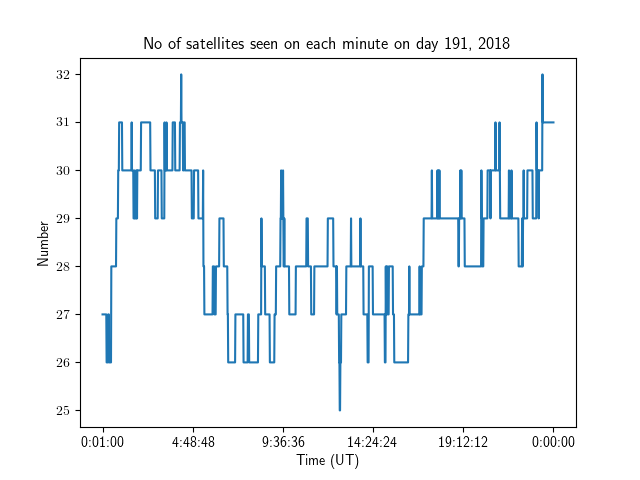 No of satellites seen on each minute on day 191, 2018
32
31
30
29
28
27
26
25
Number
0:01:00 4:48:48 9:36:36 14:24:24 19:12:12 0:00:00
Time (UT)